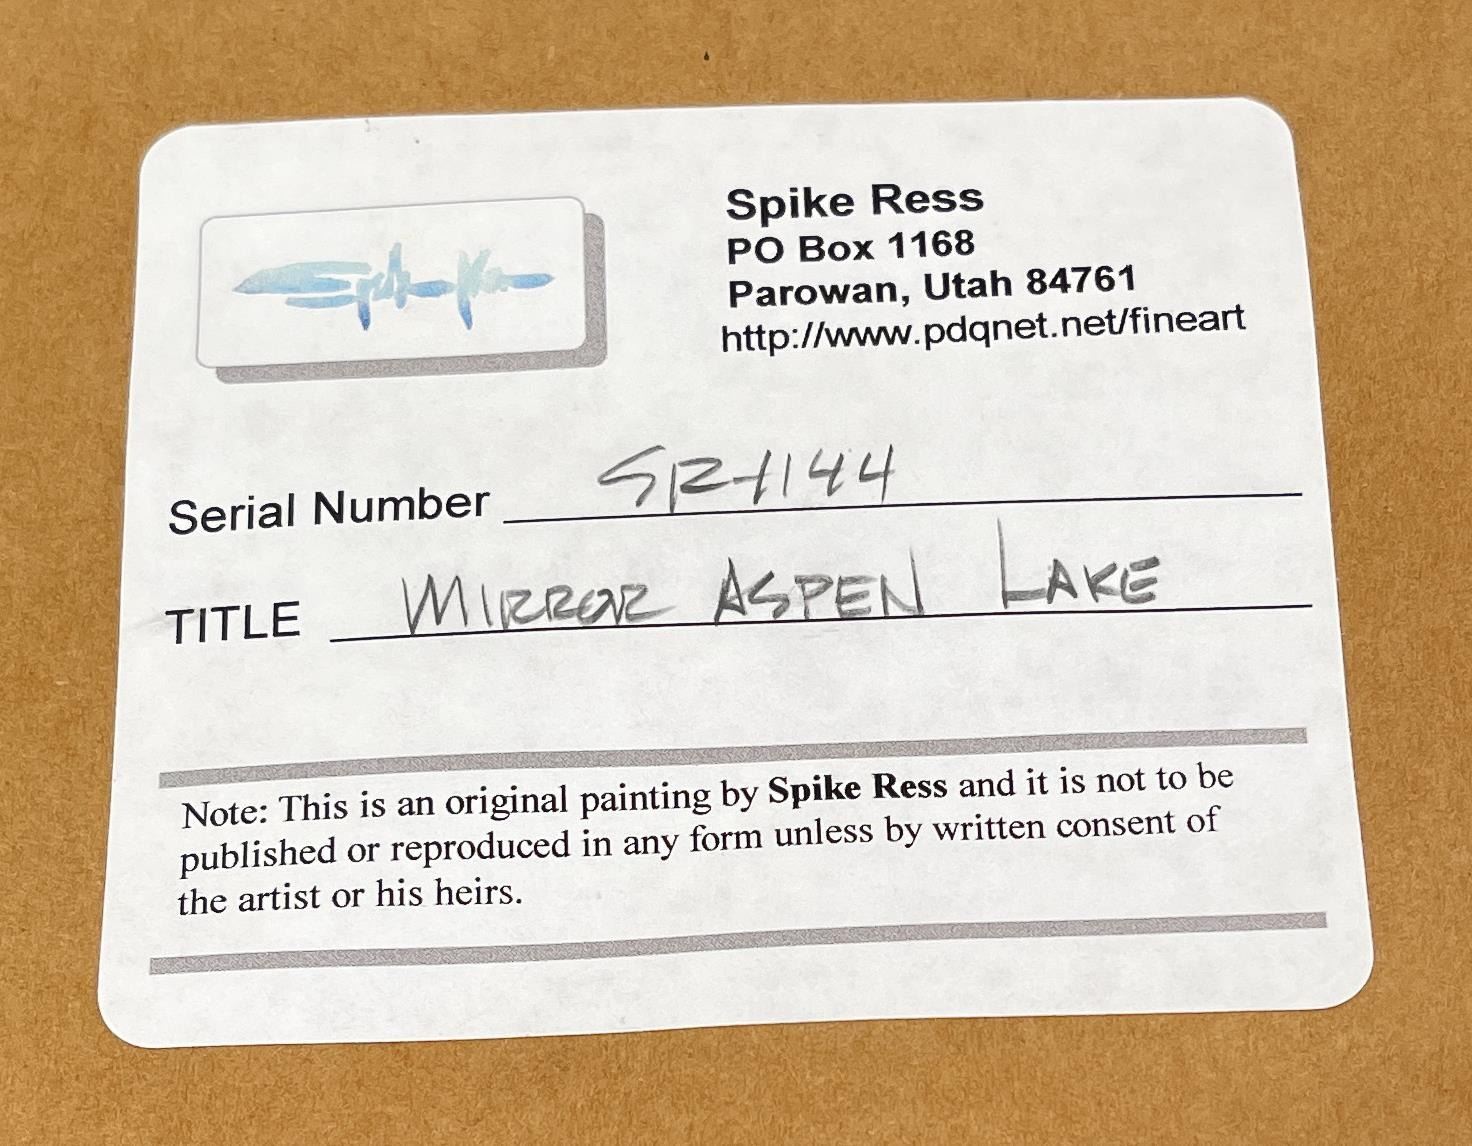 Spike Ress
PO Box 1168
Parowan, Utah 84761
http://www.pdqnet.net/fineart
Serial Number SR-1144
TITLE MIRROR ASPEN LAKE
Note: This is an original painting by Spike Ress and it is not to be
published or reproduced in any form unless by written consent of
the artist or his heirs.